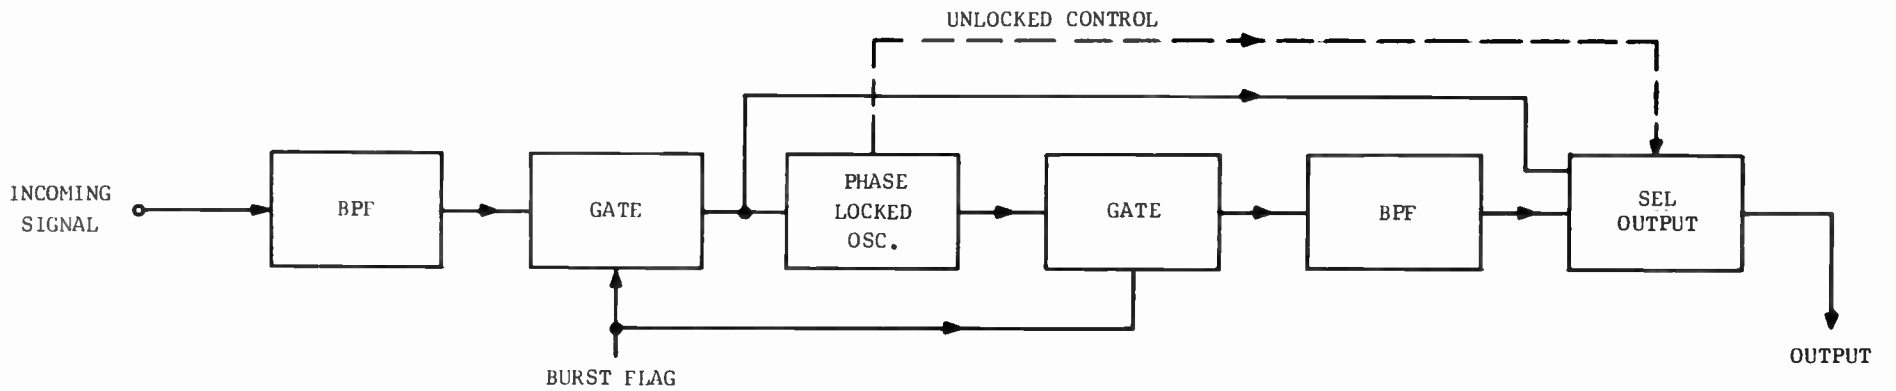 UNLOCKED CONTROL
INCOMING
SIGNAL
BPF
GATE
PHASE
LOCKED
OSC.
GATE
BPF
SEL
OUTPUT
BURST FLAG
OUTPUT